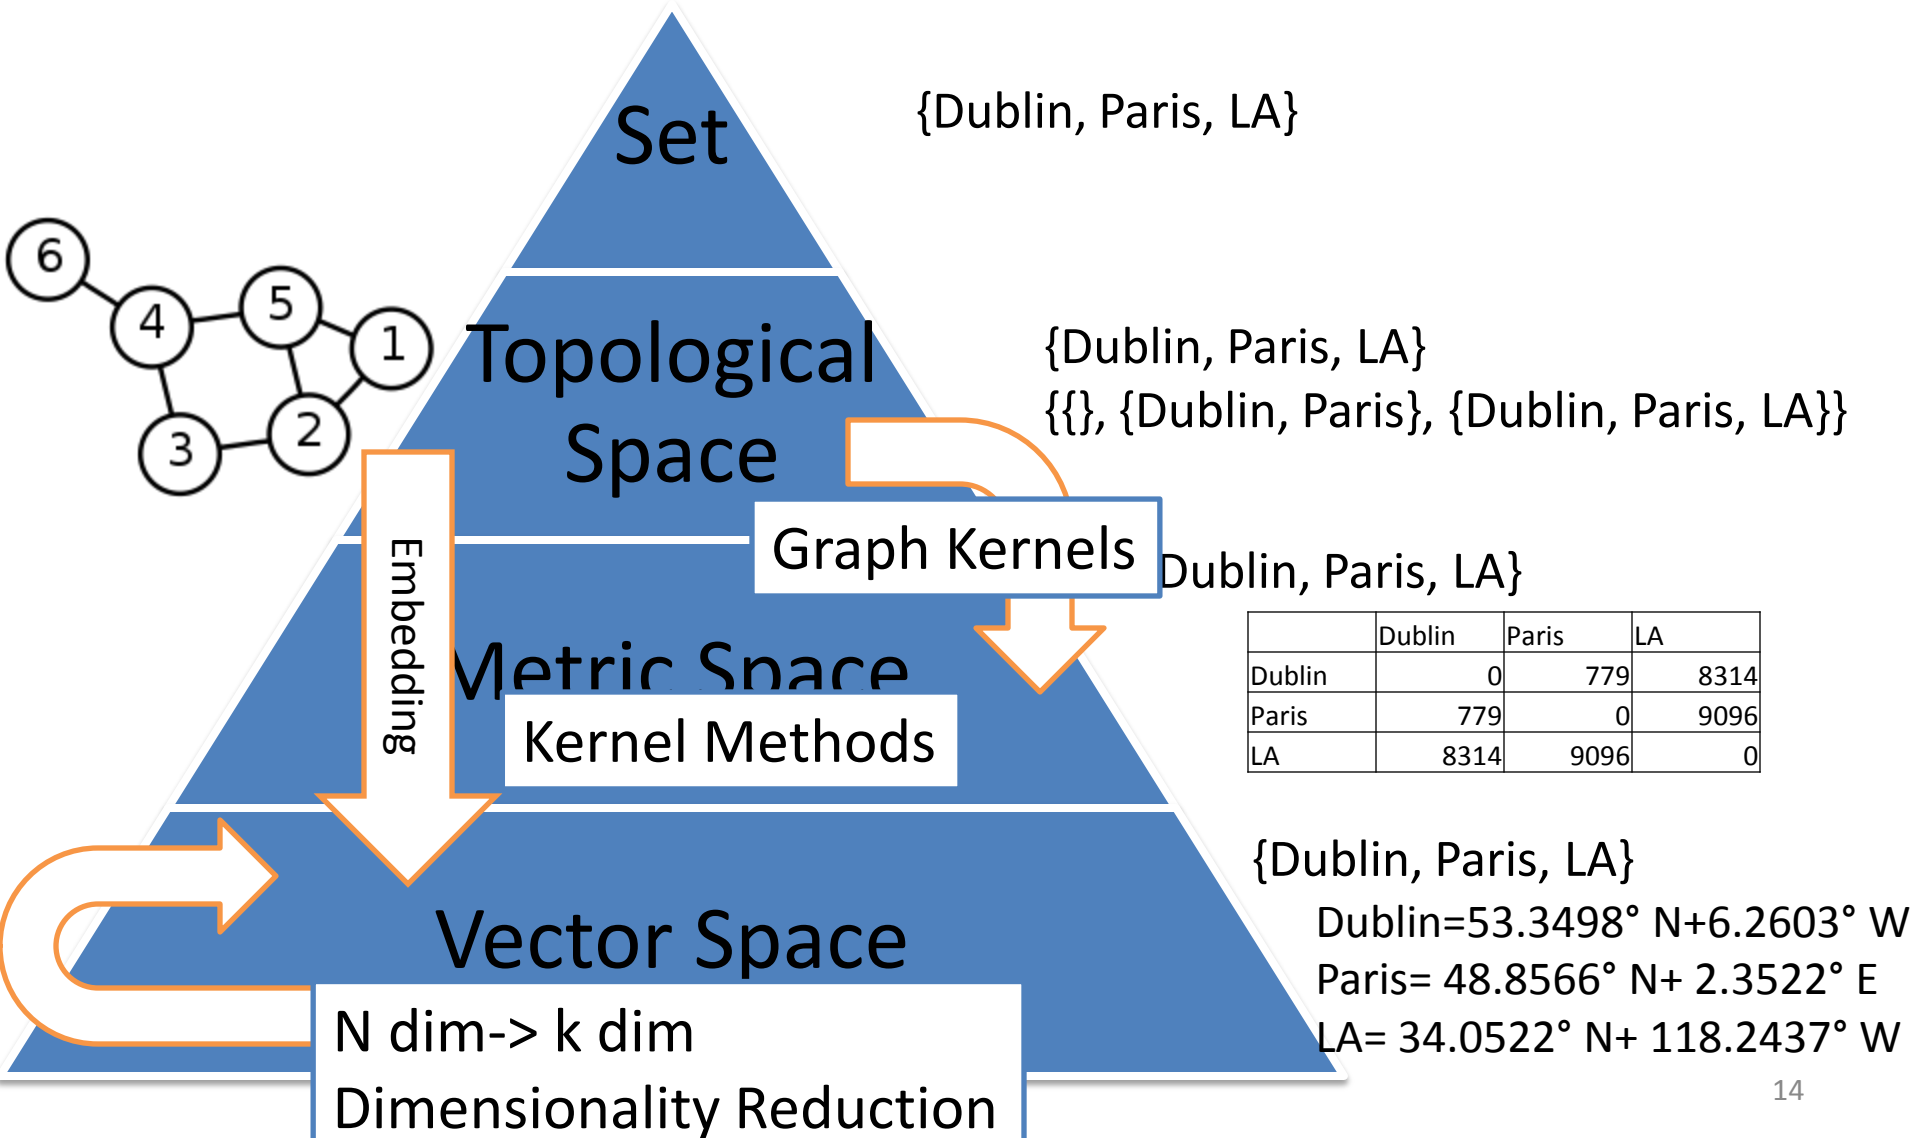 Set
{Dublin, Paris, LA}
6
4
5
1
3
2
Topological
Space
{Dublin, Paris, LA}
{{}, {Dublin, Paris}, {Dublin, Paris, LA}}
Graph Kernels
Dublin, Paris, LA}
Embedding
Metric Space
Kernel Methods
Dublin Paris LA
Dublin 0 779 8314
Paris 779 0 9096
LA 8314 9096 0
Vector Space
{Dublin, Paris, LA}
Dublin=53.3498° N+6.2603° W
Paris= 48.8566° N+ 2.3522° E
LA= 34.0522° N+ 118.2437° W
N dim-> k dim
Dimensionality Reduction
14